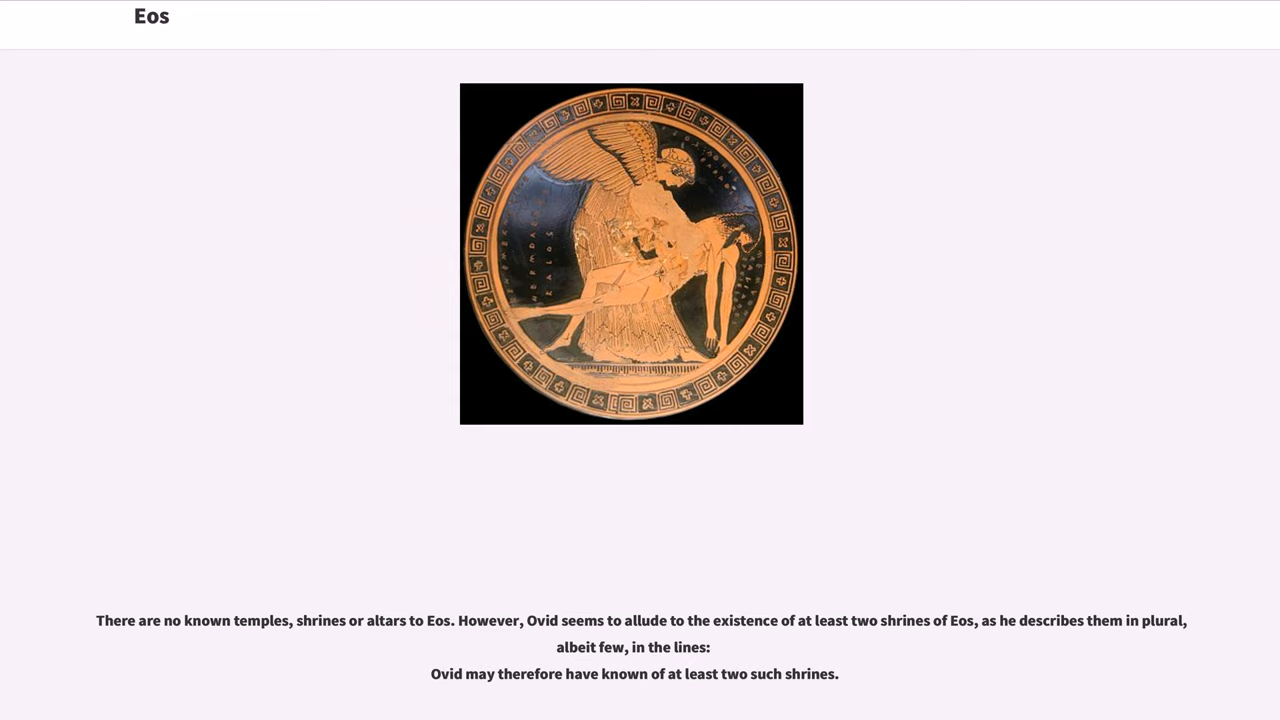 Eos
KALOS
There are no known temples, shrines or altars to Eos. However, Ovid seems to allude to the existence of at least two shrines of Eos, as he describes them in plural,
albeit few, in the lines:
Ovid may therefore have known of at least two such shrines.